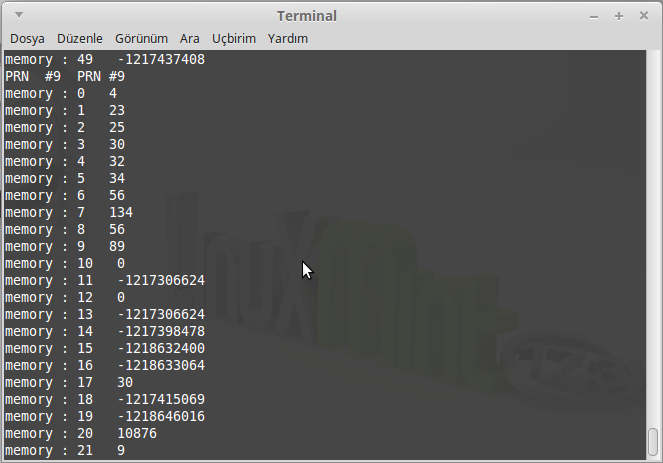 Terminal
Dosya Düzenle Görünüm Ara Uçbirim Yardım
memory : 49   -1217437408
PRN  #9  PRN #9
memory : 0   4
memory : 1   23
memory : 2   25
memory : 3   30
memory : 4   32
memory : 5   34
memory : 6   56
memory : 7   134
memory : 8   56
memory : 9   89
memory : 10   0
memory : 11   -1217306624
memory : 12   0
memory : 13   -1217306624
memory : 14   -1217398478
memory : 15   -1218632400
memory : 16   -1218633064
memory : 17   30
memory : 18   -1217415069
memory : 19   -1218646016
memory : 20   10876
memory : 21   9
linuxmint
17.3